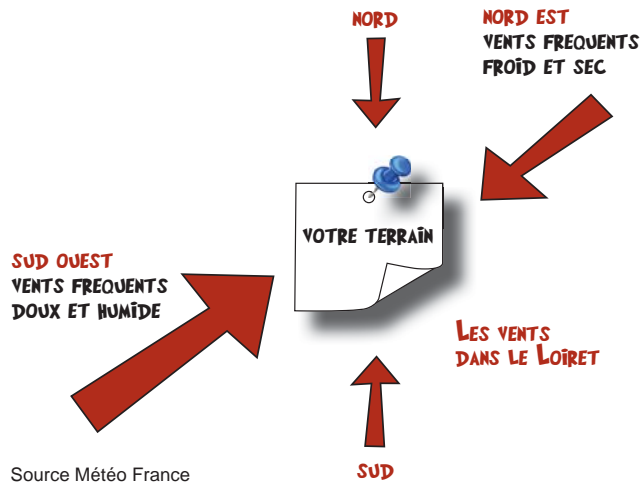 NORD
NORD EST
VENTS FREQUENTS
FROiD ET SEC
VOTRE TERRAiN
SUD OUEST
VENTS FREQUENTS
DOUX ET HUMiDE
LES VENTS
DANS LE LOiRET
SUD
Source Météo France